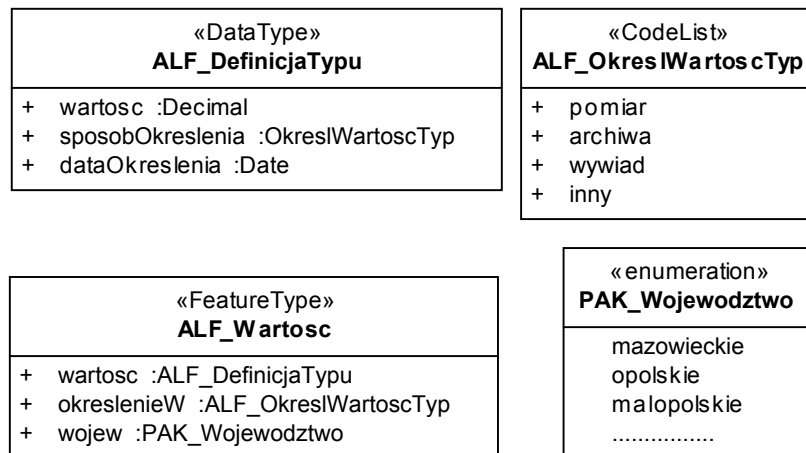 «DataType»
ALF_DefinicjaTypu
+ wartosc :Decimal
+ sposobOkreslenia :OkreslWartoscTyp
+ dataOkreslenia :Date
«CodeList»
ALF_OkreslWartoscTyp
+ pomiar
+ archiwa
+ wywiad
+ inny
«FeatureType»
ALF_Wartosc
+ wartosc :ALF_DefinicjaTypu
+ okreslenieW :ALF_OkreslWartoscTyp
+ wojew :PAK_Wojewodztwo
«enumeration»
PAK_Wojewodztwo
mazowieckie
opolskie
malopolskie
................